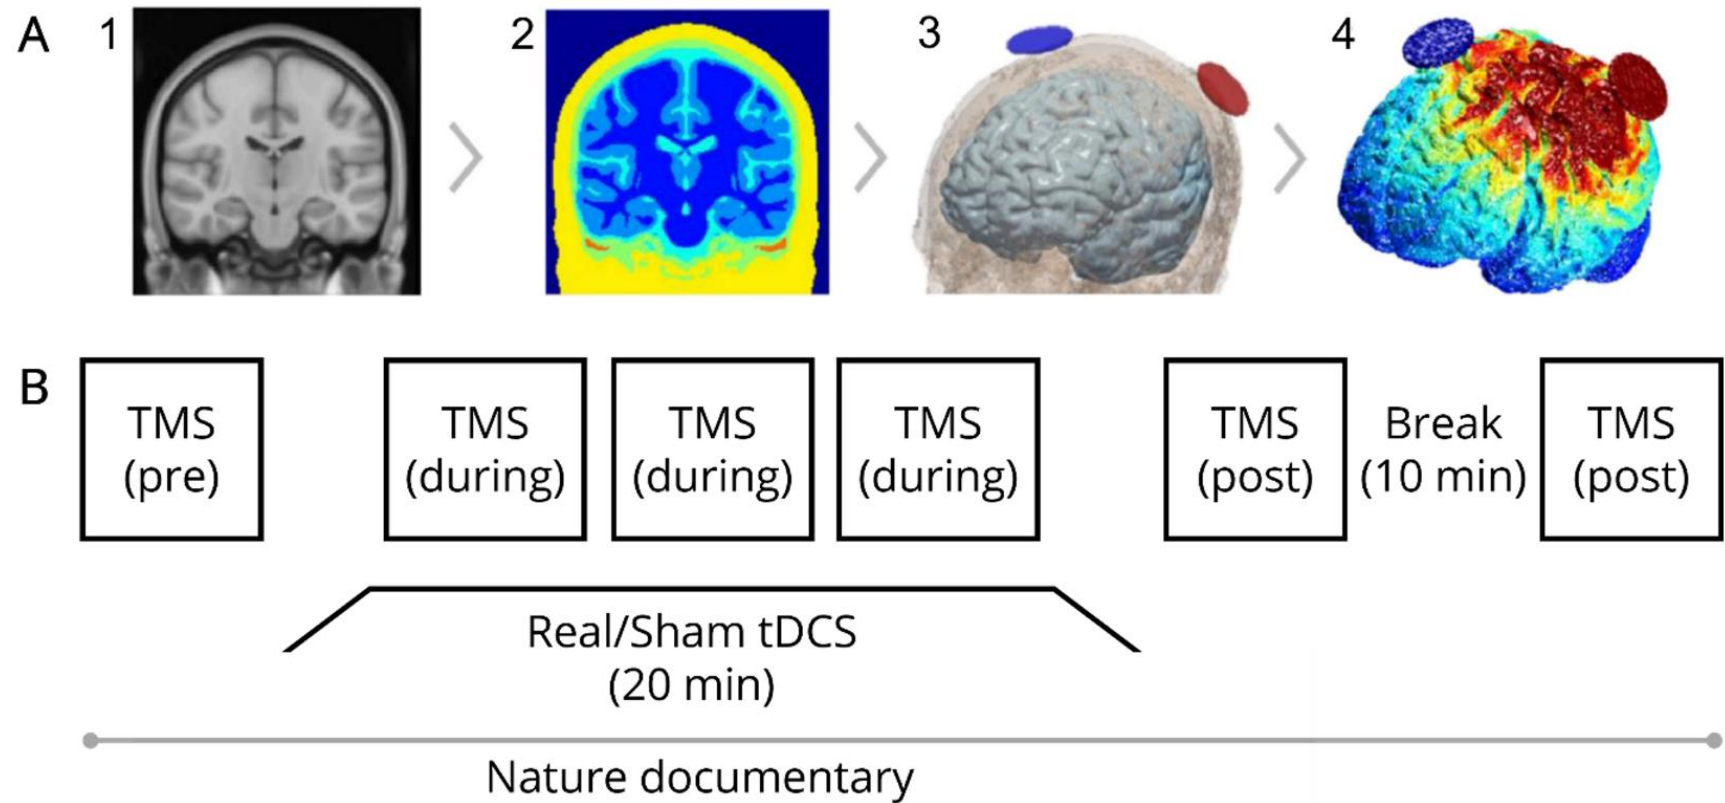 A
1
2
3
4
B
TMS
(pre)
TMS
(during)
TMS
(during)
TMS
(during)
TMS
(post)
Break
(10 min)
TMS
(post)
Real/Sham tDCS
(20 min)
Nature documentary